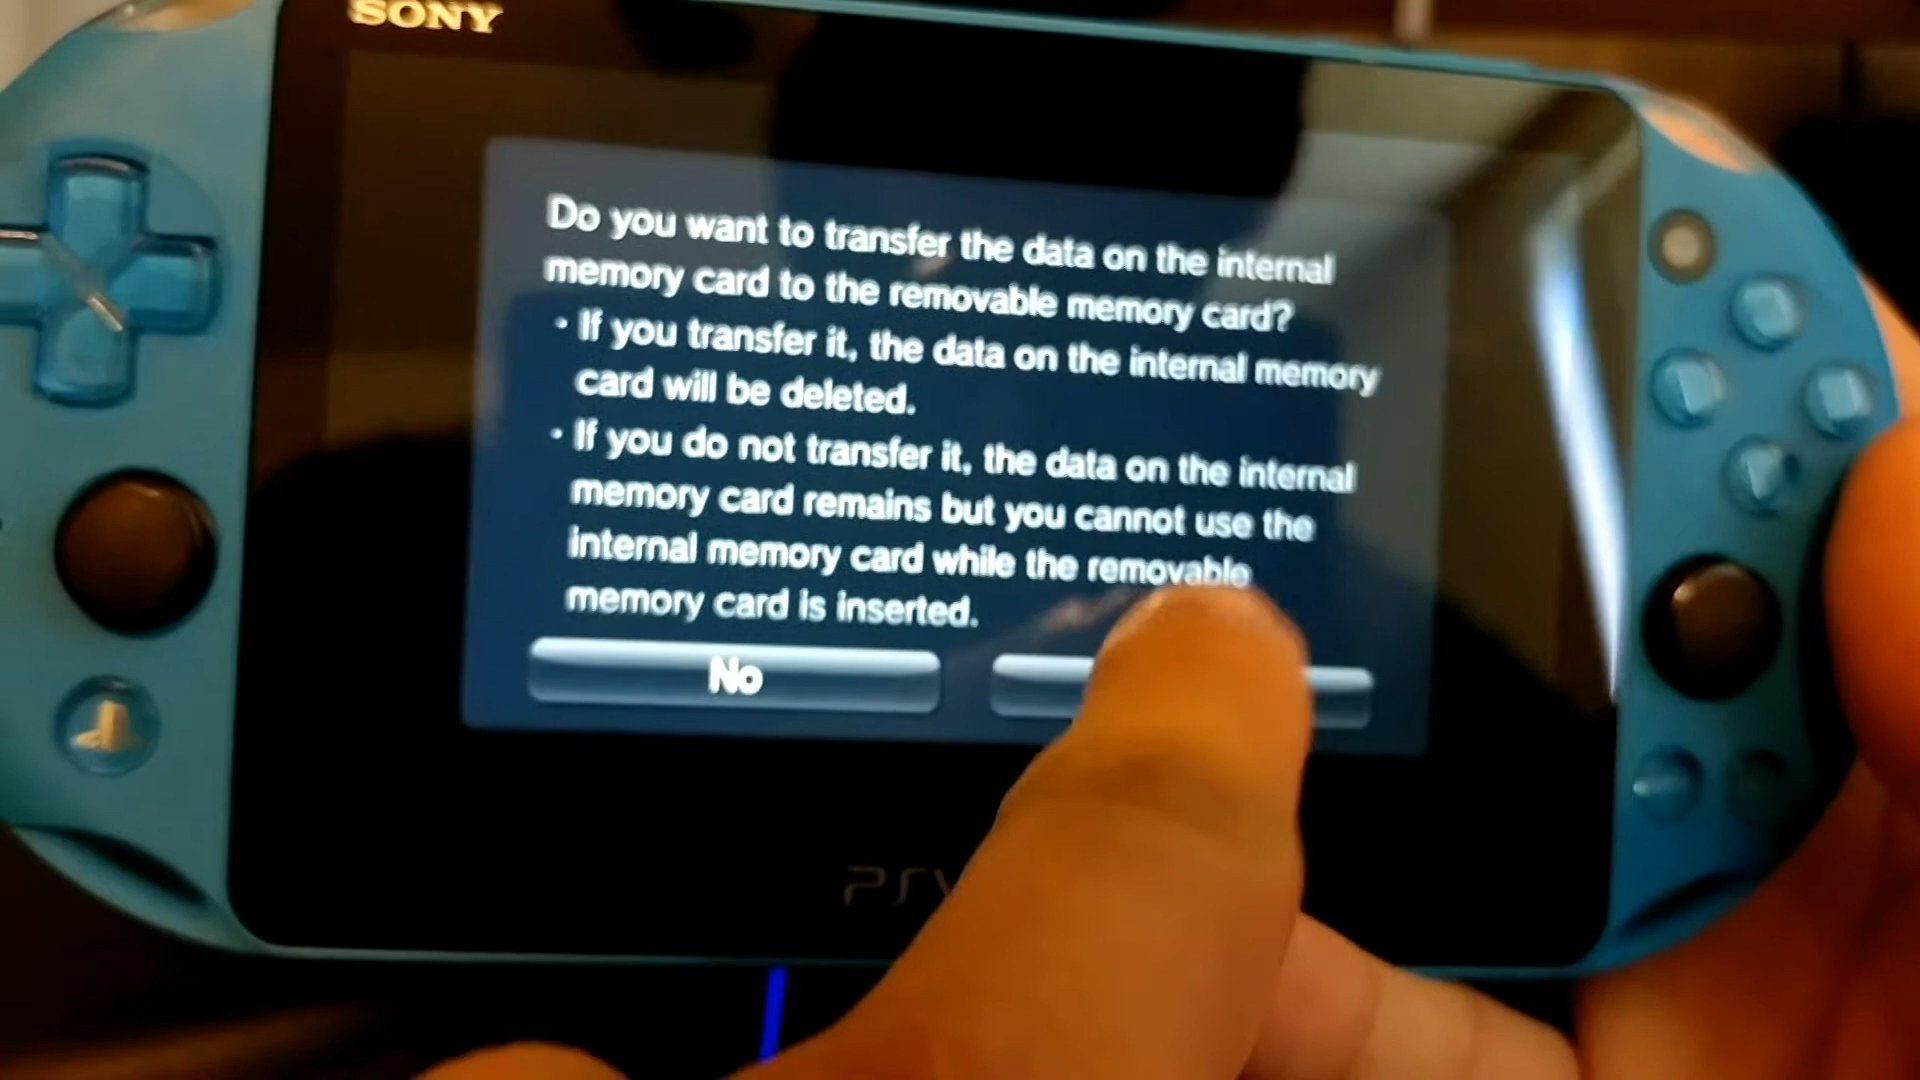 SONY
Do you want to transfer the data on the internal
memory card to the removable memory card?
• If you transfer it, the data on the internal memory
card will be deleted.
• If you do not transfer it, the data on the internal
memory card remains but you cannot use the
internal memory card while the removable
memory card is inserted.
No
PSV